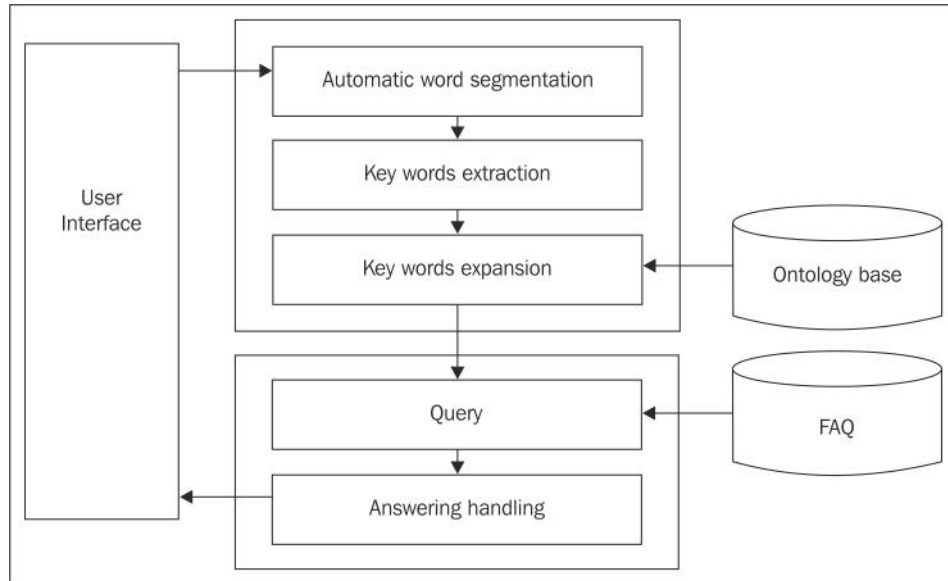 Automatic word segmentation
Key words extraction
User
Interface
Key words expansion
Ontology base
Query
FAQ
Answering handling